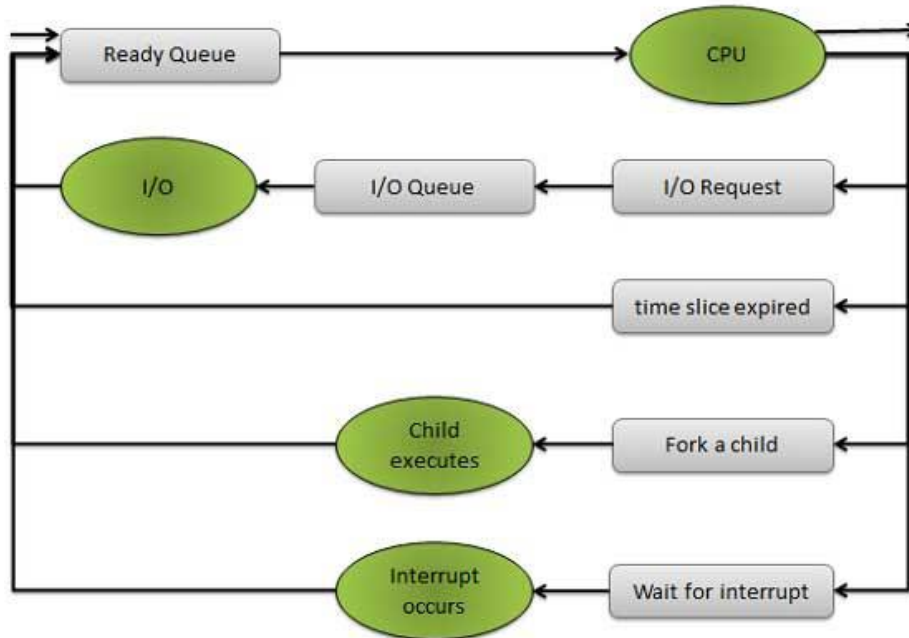 Ready Queue
CPU
I/O
I/O Queue
I/O Request
time slice expired
Child
executes
Fork a child
Interrupt
occurs
Wait for interrupt